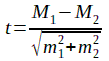 t = (M₁ − M₂) / √(m₁² + m₂²)